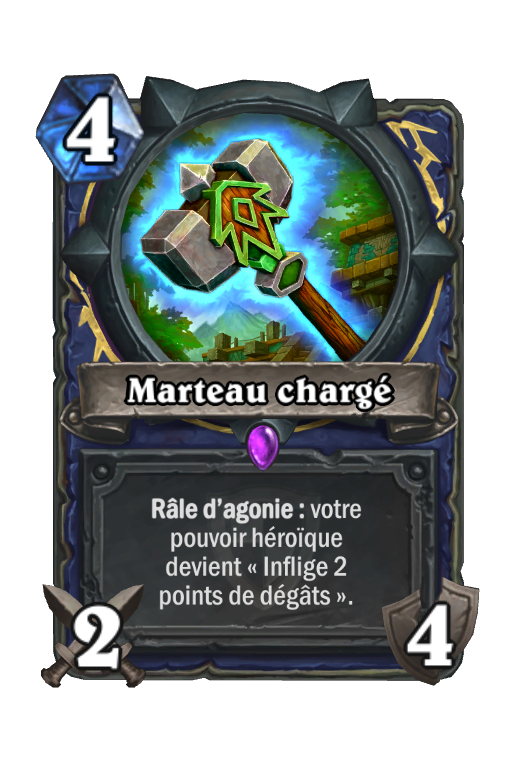 4
Marteau chargé
Râle d’agonie : votre
pouvoir héroïque
devient « Inflige 2
points de dégâts ».
2
4